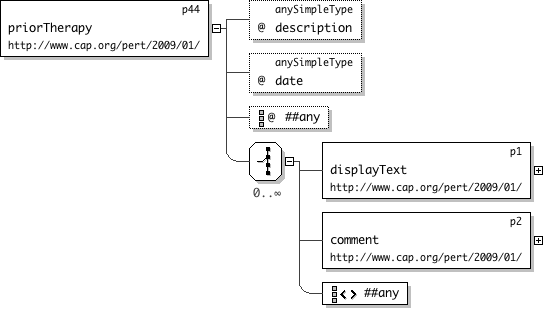 p44
priorTherapy
http://www.cap.org/pert/2009/01/
anySimpleType
@ description
anySimpleType
@ date
@ ##any
0..∞
p1
displayText
http://www.cap.org/pert/2009/01/
p2
comment
http://www.cap.org/pert/2009/01/
<> ##any